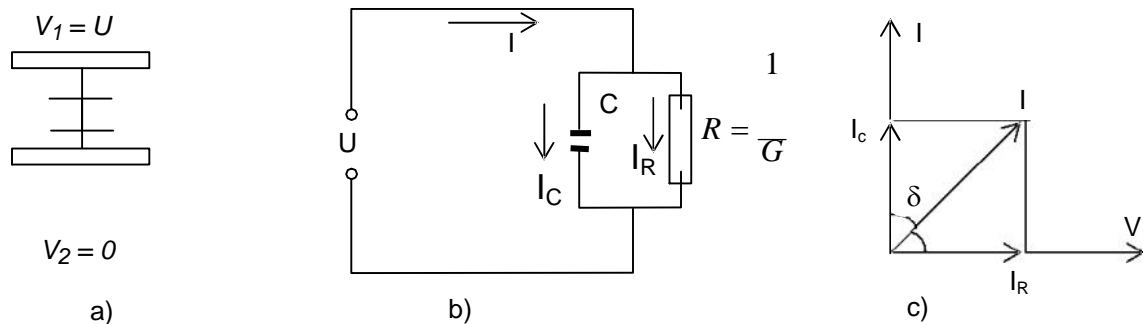 V1 = U
V2 = 0
a)
I
U
C
IC
IR
R = 1/G
b)
I
Ic
I
δ
V
IR
c)